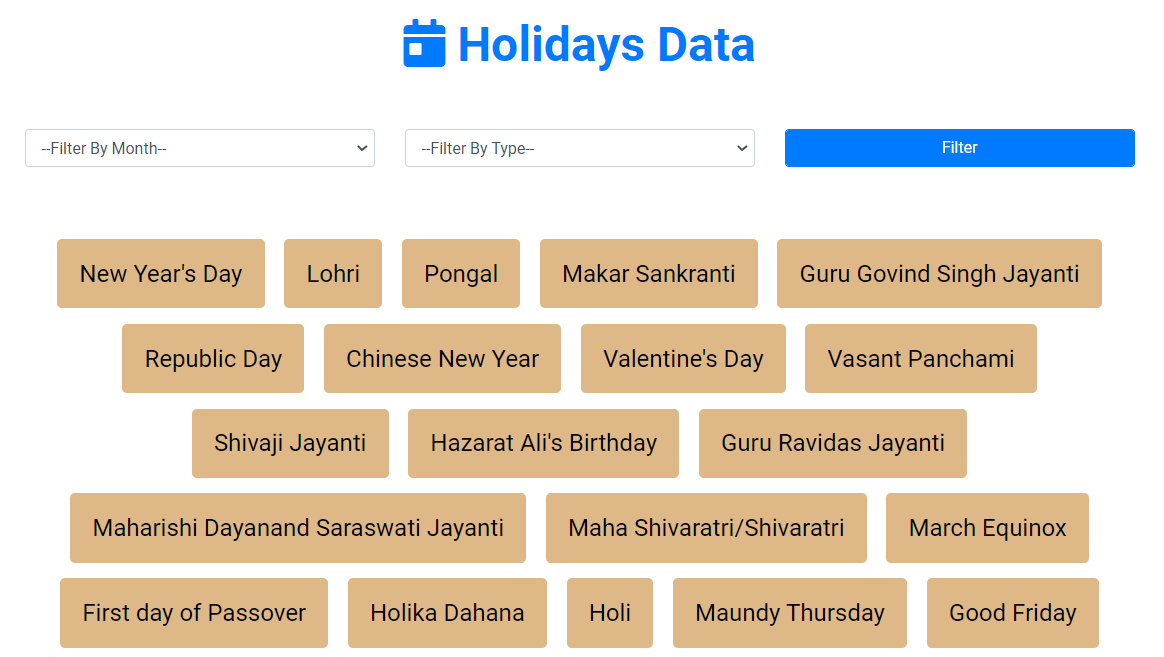 Holidays Data
--Filter By Month-- --Filter By Type-- Filter
New Year's Day Lohri Pongal Makar Sankranti Guru Govind Singh Jayanti
Republic Day Chinese New Year Valentine's Day Vasant Panchami
Shivaji Jayanti Hazarat Ali's Birthday Guru Ravidas Jayanti
Maharishi Dayanand Saraswati Jayanti Maha Shivaratri/Shivaratri March Equinox
First day of Passover Holika Dahana Holi Maundy Thursday Good Friday